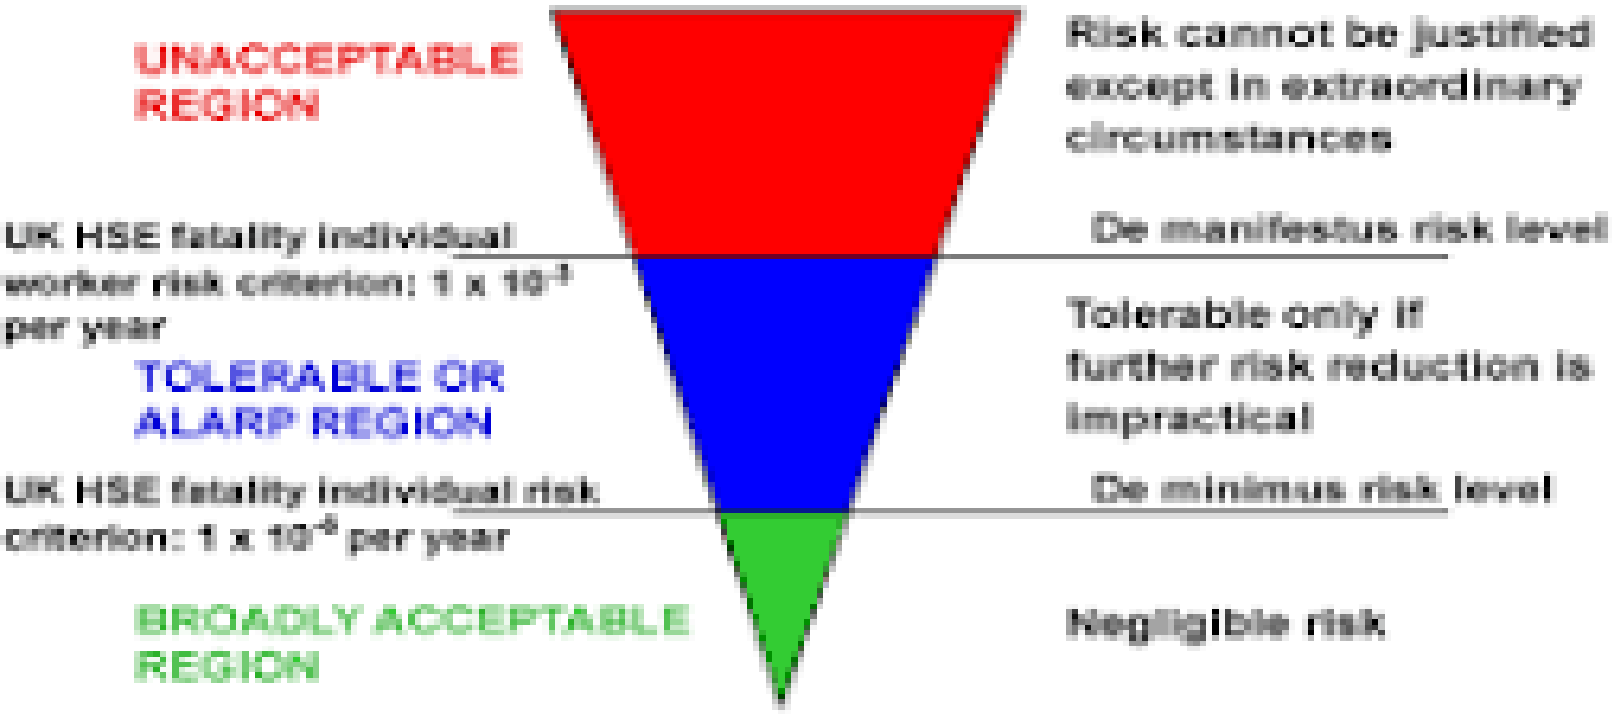 UNACCEPTABLE
REGION
Risk cannot be justified
except in extraordinary
circumstances
UK HSE fatality individual
worker risk criterion: 1 x 10⁻³
per year
De manifestus risk level
TOLERABLE OR
ALARP REGION
Tolerable only if
further risk reduction is
impractical
UK HSE fatality individual risk
criterion: 1 x 10⁻⁶ per year
De minimus risk level
BROADLY ACCEPTABLE
REGION
Negligible risk